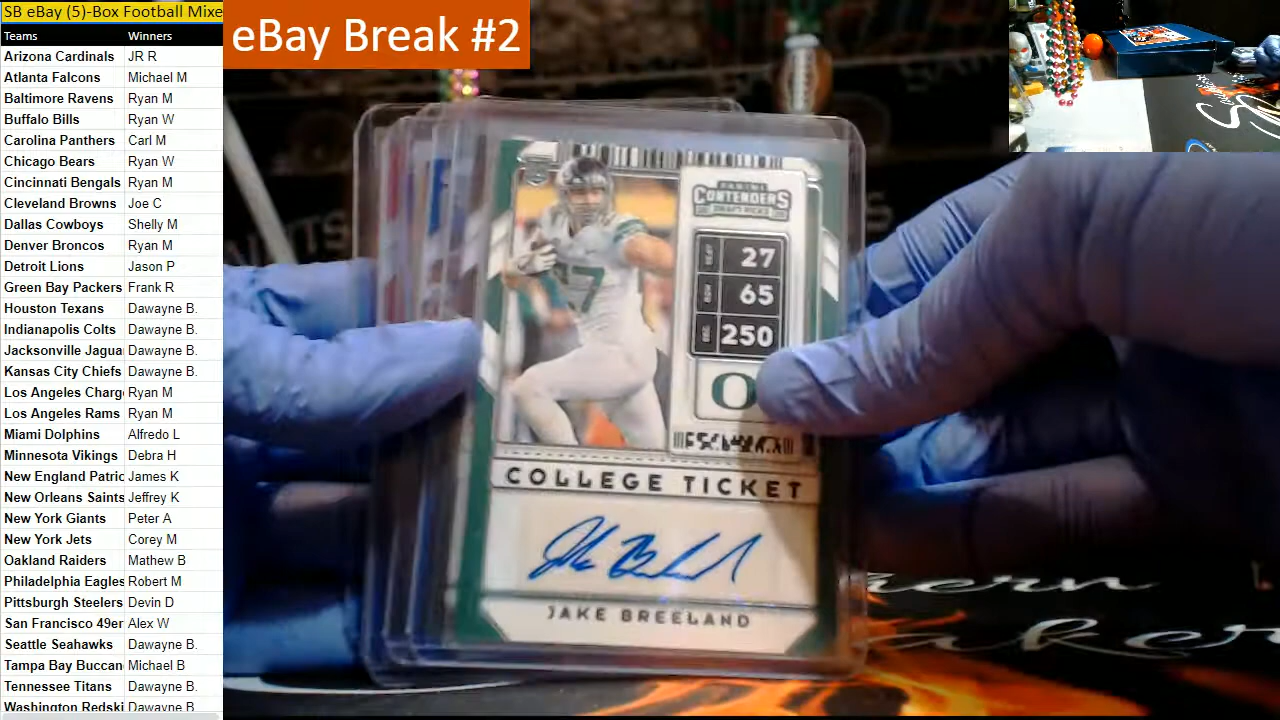 SB eBay (5)-Box Football Mixe
Teams Winners
Arizona Cardinals JR R
Atlanta Falcons Michael M
Baltimore Ravens Ryan M
Buffalo Bills Ryan W
Carolina Panthers Carl M
Chicago Bears Ryan W
Cincinnati Bengals Ryan M
Cleveland Browns Joe C
Dallas Cowboys Shelly M
Denver Broncos Ryan M
Detroit Lions Jason P
Green Bay Packers Frank R
Houston Texans Dawayne B.
Indianapolis Colts Dawayne B.
Jacksonville Jagua Dawayne B.
Kansas City Chiefs Dawayne B.
Los Angeles Charg Ryan M
Los Angeles Rams Ryan M
Miami Dolphins Alfredo L
Minnesota Vikings Debra H
New England Patric James K
New Orleans Saints Jeffrey K
New York Giants Peter A
New York Jets Corey M
Oakland Raiders Mathew B
Philadelphia Eagles Robert M
Pittsburgh Steelers Devin D
San Francisco 49er Alex W
Seattle Seahawks Dawayne B.
Tampa Bay Buccan Michael B
Tennessee Titans Dawayne B.
Washington Redski Dawayne B
eBay Break #2
PANINI
CONTENDERS
DRAFT PICKS
27
65
250
O
COLLEGE TICKET
JAKE BREELAND